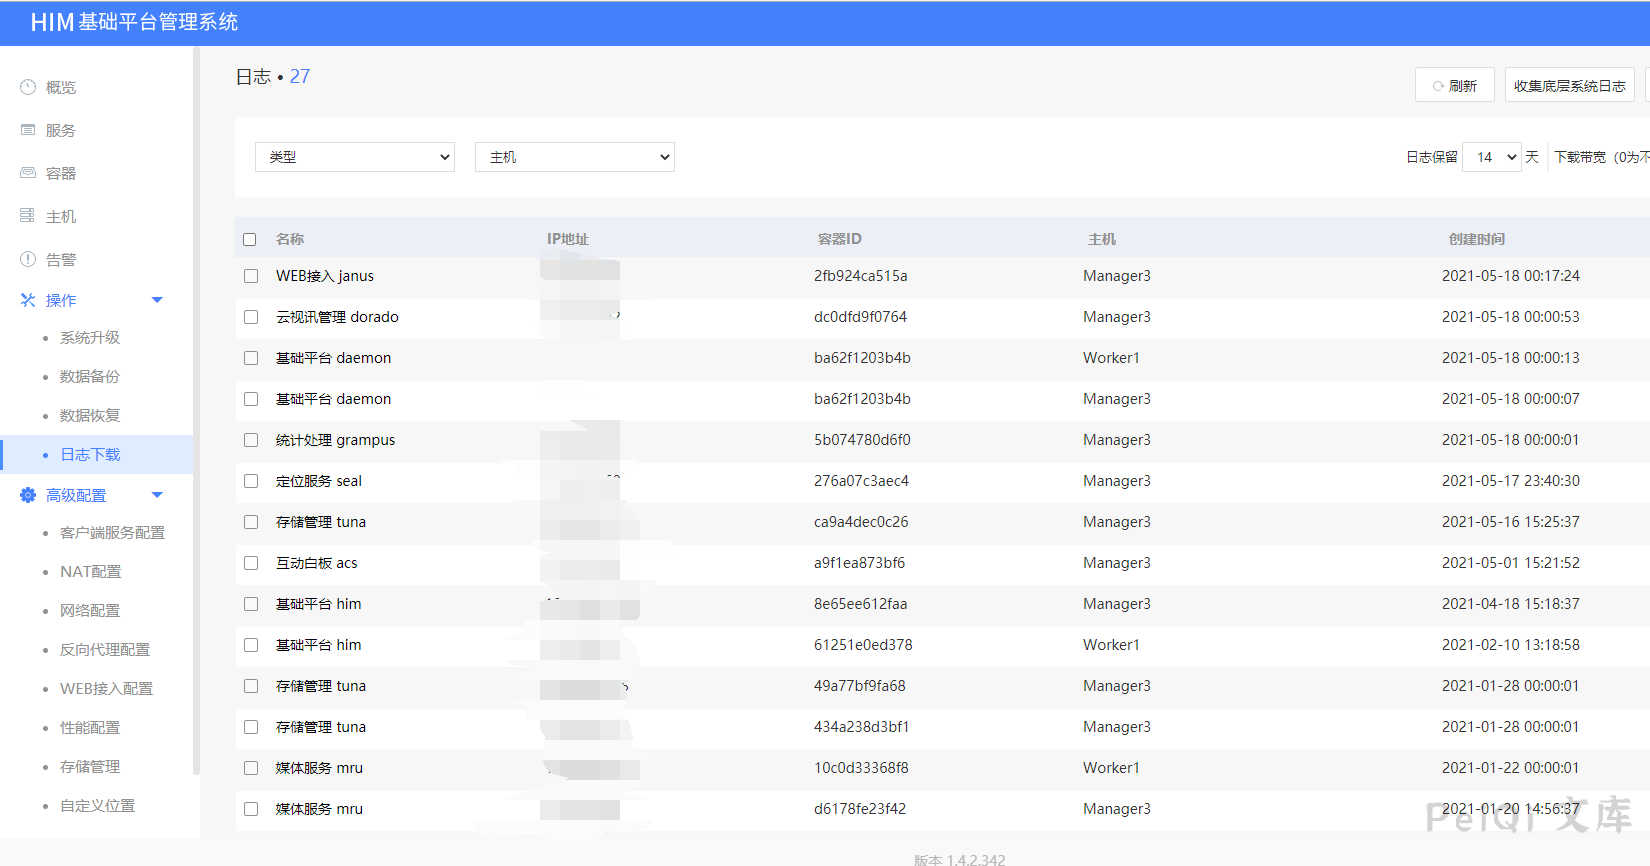 HIM 基础平台管理系统
概览
服务
容器
主机
告警
操作
系统升级
数据备份
数据恢复
日志下载
高级配置
客户端服务配置
NAT配置
网络配置
反向代理配置
WEB接入配置
性能配置
存储管理
自定义位置
日志 • 27
刷新 收集底层系统日志
类型 主机 日志保留 14 天 下载带宽 (0为不
名称 IP地址 容器ID 主机 创建时间
WEB接入 janus 2fb924ca515a Manager3 2021-05-18 00:17:24
云视讯管理 dorado dc0dfd9f0764 Manager3 2021-05-18 00:00:53
基础平台 daemon ba62f1203b4b Worker1 2021-05-18 00:00:13
基础平台 daemon ba62f1203b4b Manager3 2021-05-18 00:00:07
统计处理 grampus 5b074780d6f0 Manager3 2021-05-18 00:00:01
定位服务 seal 276a07c3aec4 Manager3 2021-05-17 23:40:30
存储管理 tuna ca9a4dec0c26 Manager3 2021-05-16 15:25:37
互动白板 acs a9f1ea873bf6 Manager3 2021-05-01 15:21:52
基础平台 him 8e65ee612faa Manager3 2021-04-18 15:18:37
基础平台 him 61251e0ed378 Worker1 2021-02-10 13:18:58
存储管理 tuna 49a77bf9fa68 Manager3 2021-01-28 00:00:01
存储管理 tuna 434a238d3bf1 Manager3 2021-01-28 00:00:01
媒体服务 mru 10c0d33368f8 Worker1 2021-01-22 00:00:01
媒体服务 mru d6178fe23f42 Manager3 2021-01-20 14:56:37
PeiQi 文库
版本 1.4.2.342